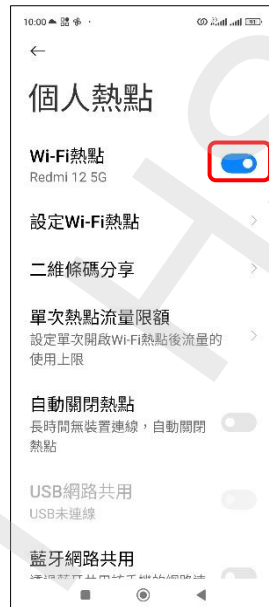 10:00
個人熱點
Wi-Fi熱點
Redmi 12 5G
設定Wi-Fi熱點
二維條碼分享
單次熱點流量限額
設定單次開啟Wi-Fi熱點後流量的
使用上限
自動關閉熱點
長時間無裝置連線，自動關閉
熱點
USB網路共用
USB未連線
藍牙網路共用